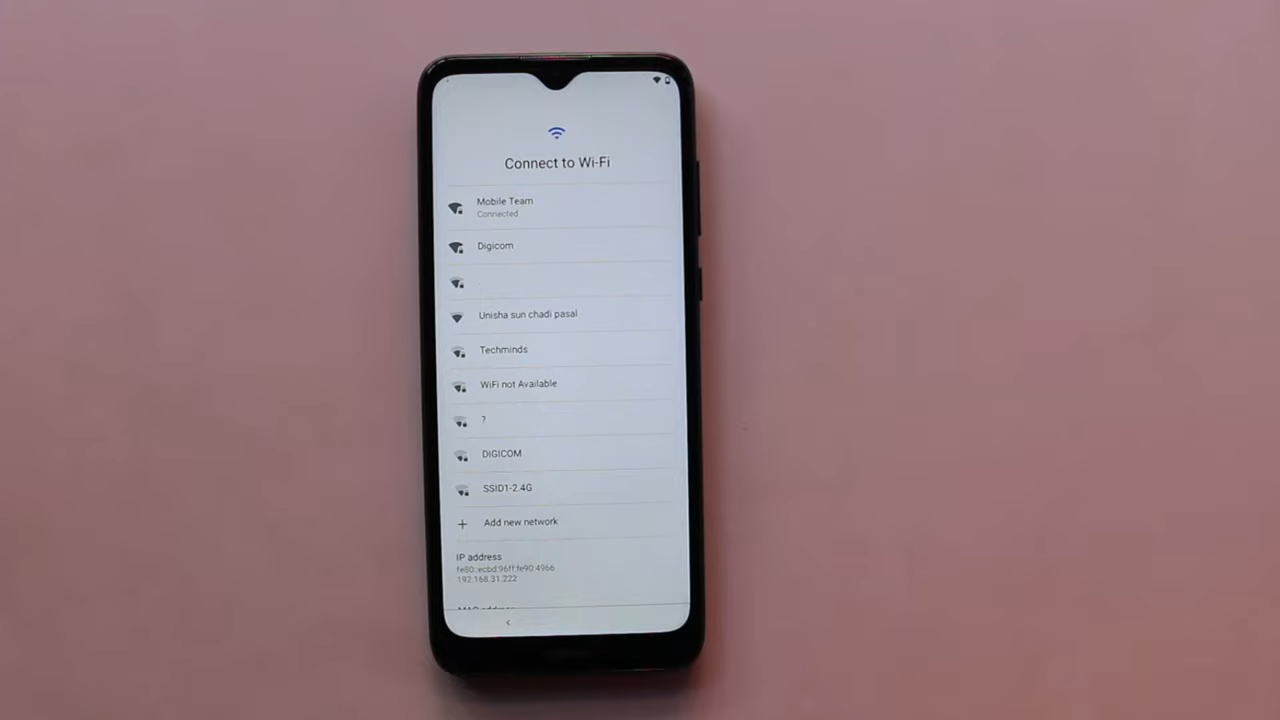 Connect to Wi-Fi
Mobile Team
Connected
Digicom
Unisha sun chadi pasal
Techminds
WiFi not Available
?
DIGICOM
SSID1-2.4G
Add new network
IP address
fe80::ecbd:96ff:fe90:4966
192.168.31.222